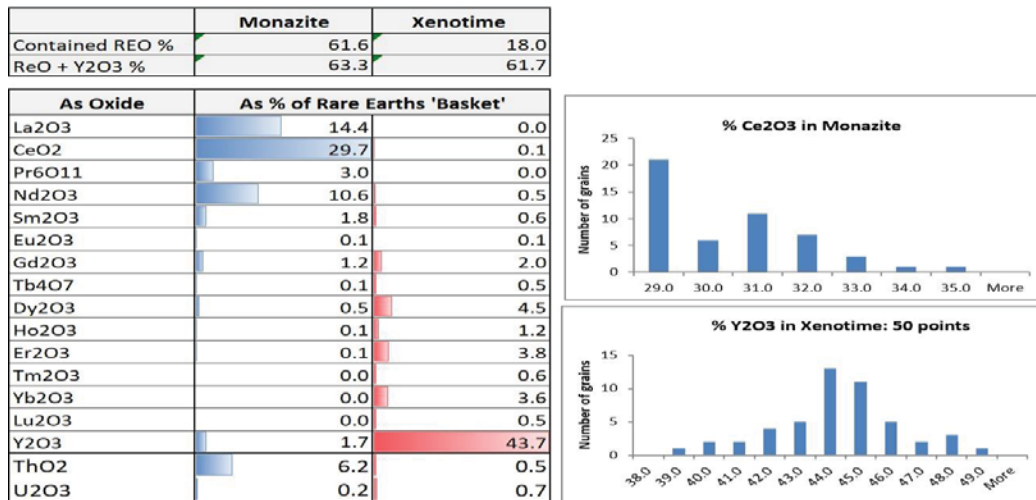 Monazite Xenotime
Contained REO % 61.6 18.0
ReO + Y2O3 % 63.3 61.7
As Oxide As % of Rare Earths 'Basket'
La2O3 14.4 0.0
CeO2 29.7 0.1
Pr6O11 3.0 0.0
Nd2O3 10.6 0.5
Sm2O3 1.8 0.6
Eu2O3 0.1 0.1
Gd2O3 1.2 2.0
Tb4O7 0.1 0.5
Dy2O3 0.5 4.5
Ho2O3 0.1 1.2
Er2O3 0.1 3.8
Tm2O3 0.0 0.6
Yb2O3 0.0 3.6
Lu2O3 0.0 0.5
Y2O3 1.7 43.7
ThO2 6.2 0.5
U2O3 0.2 0.7
% Ce2O3 in Monazite
Number of grains
25
20
15
10
5
0
29.0 30.0 31.0 32.0 33.0 34.0 35.0 More
% Y2O3 in Xenotime: 50 points
Number of grains
15
10
5
0
38.0 39.0 40.0 41.0 42.0 43.0 44.0 45.0 46.0 47.0 48.0 49.0 More